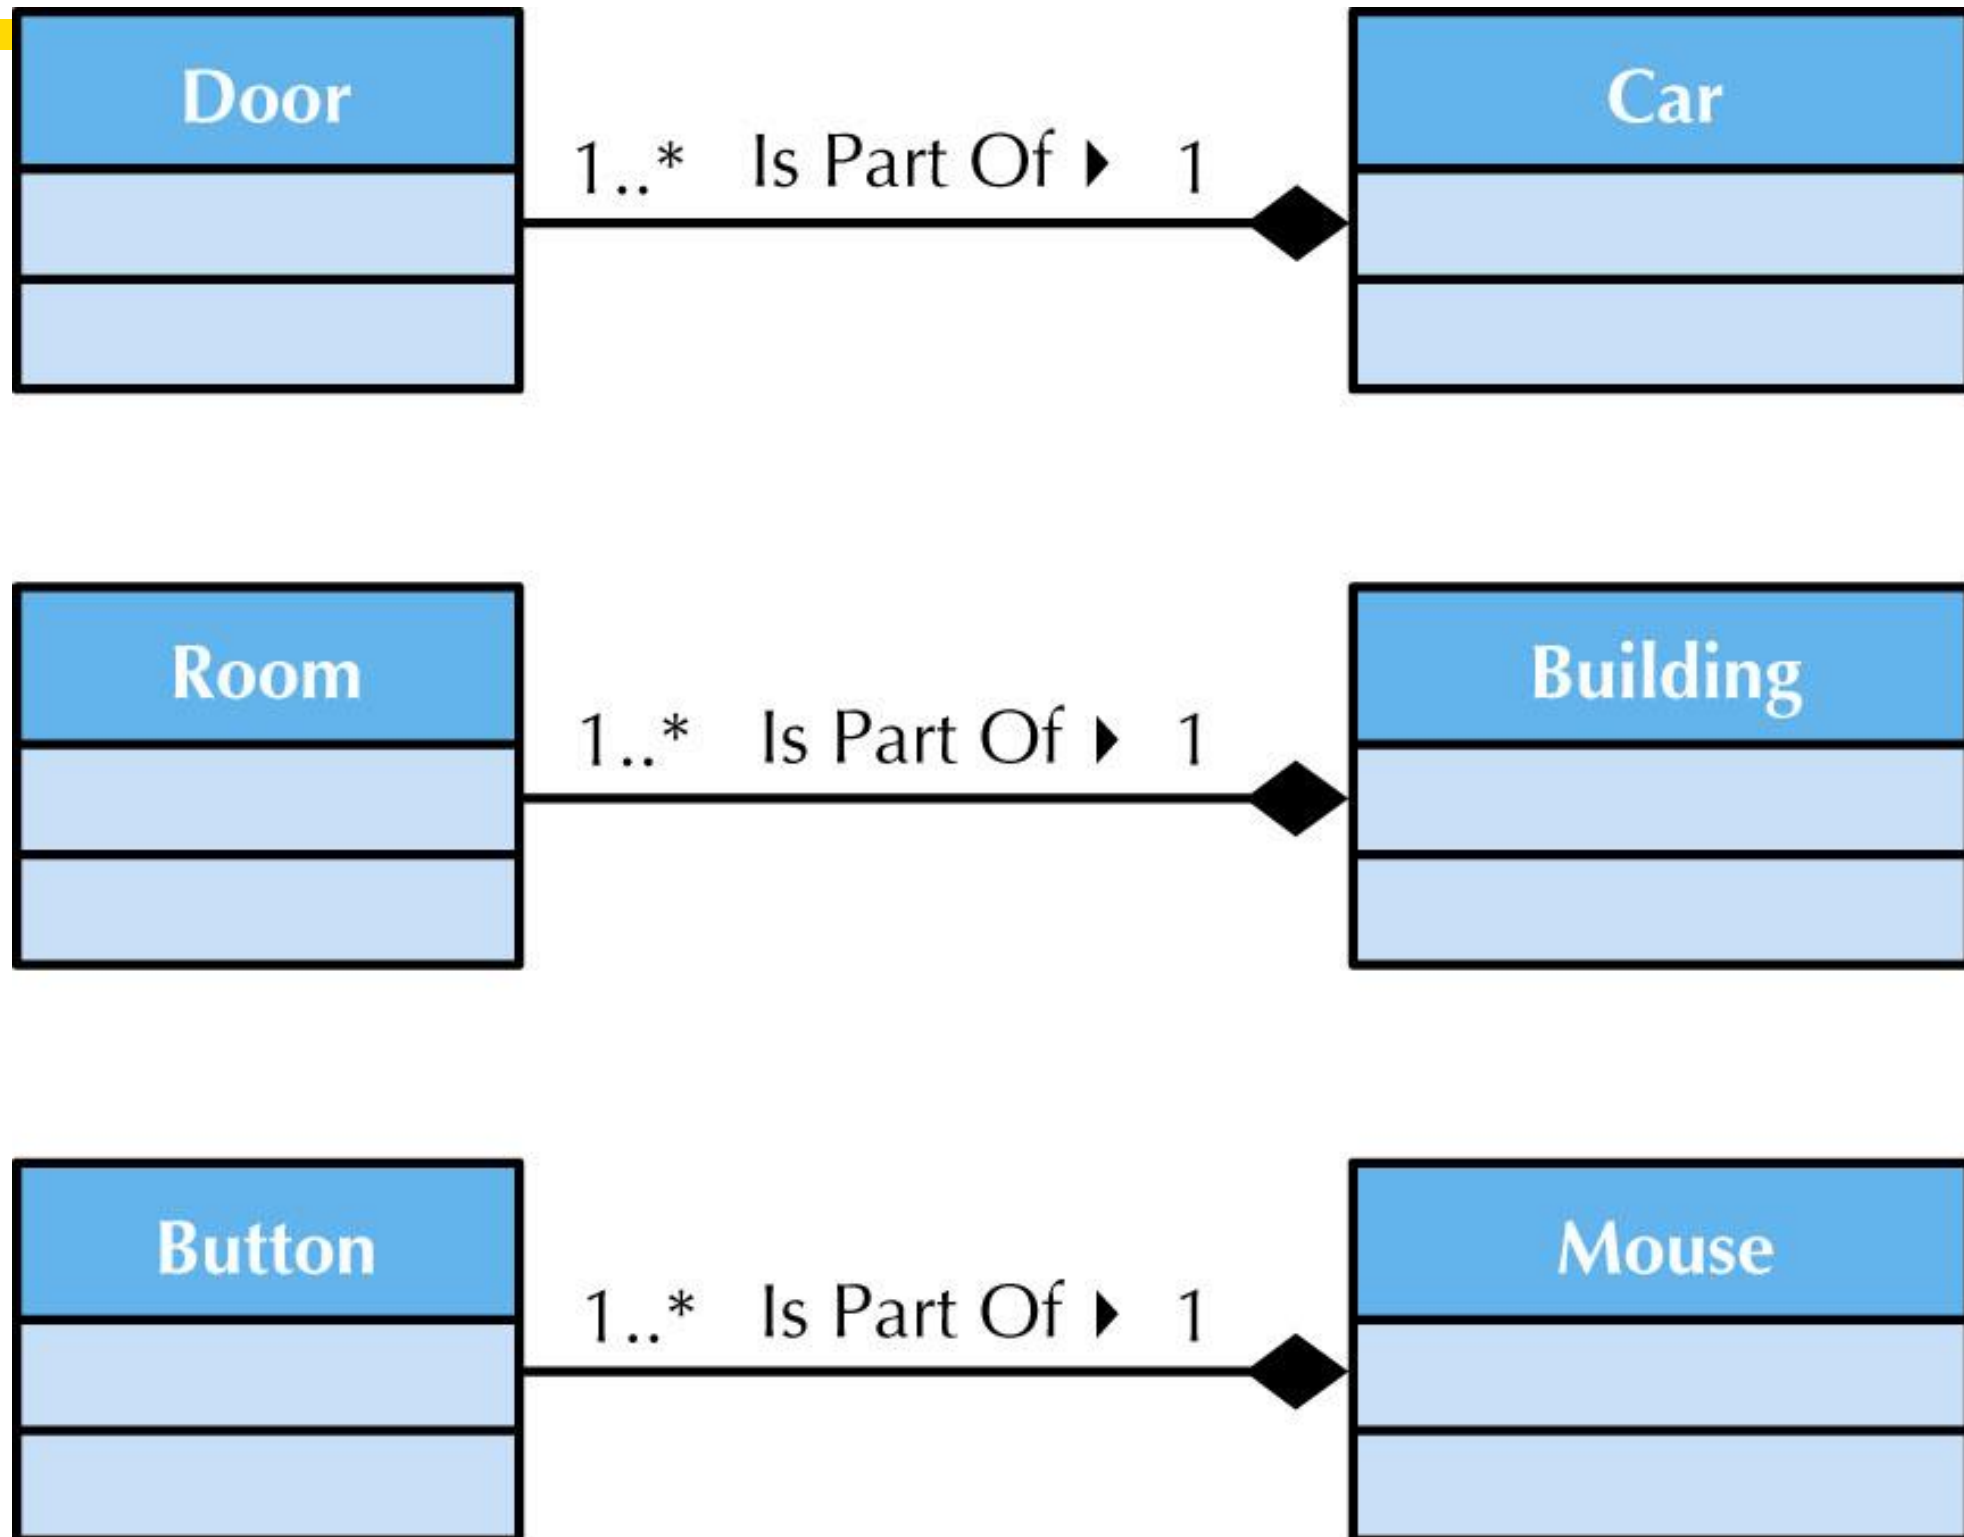 Door
Car
1..* Is Part Of ▶ 1
Room
Building
1..* Is Part Of ▶ 1
Button
Mouse
1..* Is Part Of ▶ 1